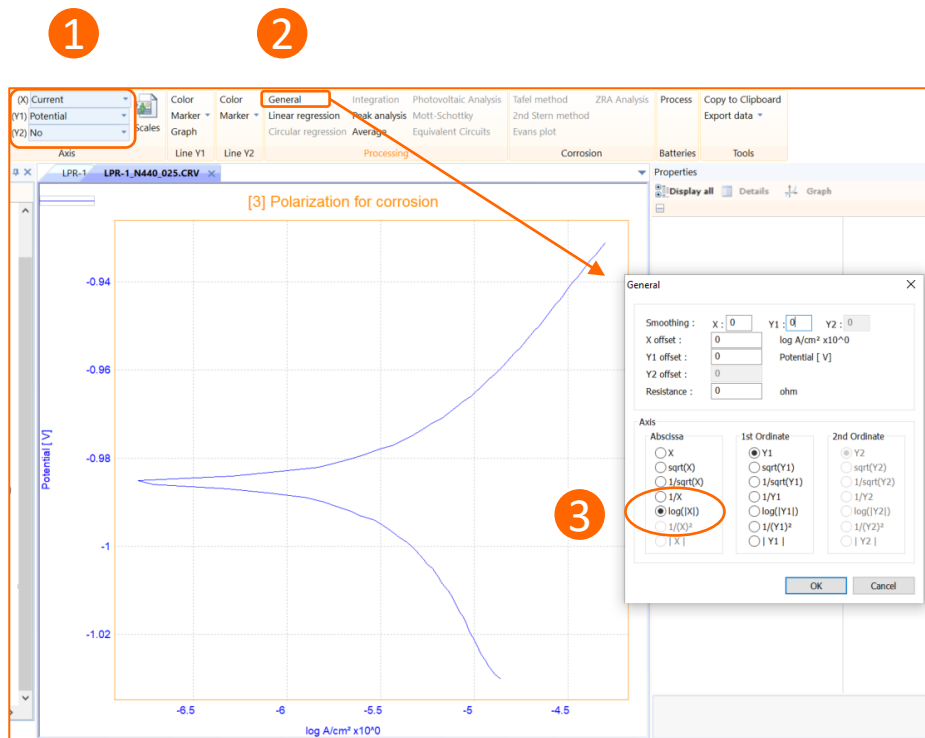 1
2
(X) Current
(Y1) Potential
(Y2) No
Scales
Axis
Color
Marker
Graph
Line Y1
Color
Marker
Line Y2
General
Linear regression
Circular regression
Integration
Peak analysis
Average
Photovoltaic Analysis
Mott-Schottky
Equivalent Circuits
Processing
Tafel method
2nd Stern method
Evans plot
ZRA Analysis
Corrosion
Process
Batteries
Copy to Clipboard
Export data
Tools
LPR-1
LPR-1_N440_025.CRV
Properties
Display all Details Graph
[3] Polarization for corrosion
-0.94
-0.96
-0.98
-1
-1.02
Potential [ V]
-6.5 -6 -5.5 -5 -4.5
log A/cm² x10^0
General
Smoothing : X : 0 Y1 : 0 Y2 : 0
X offset : 0 log A/cm² x10^0
Y1 offset : 0 Potential [ V]
Y2 offset : 0
Resistance : 0 ohm
Axis
Abscissa
X
sqrt(X)
1/sqrt(X)
1/X
log(|X|)
1/(X)²
| X |
1st Ordinate
Y1
sqrt(Y1)
1/sqrt(Y1)
1/Y1
log(|Y1|)
1/(Y1)²
| Y1 |
2nd Ordinate
Y2
sqrt(Y2)
1/sqrt(Y2)
1/Y2
log(|Y2|)
1/(Y2)²
| Y2 |
3
OK Cancel